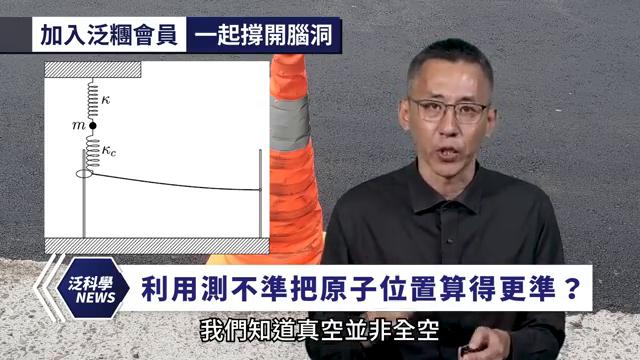 加入泛糰會員
一起撐開腦洞
κ
m
κc
泛科學
NEWS
利用測不準把原子位置算得更準？
我們知道真空並非全空